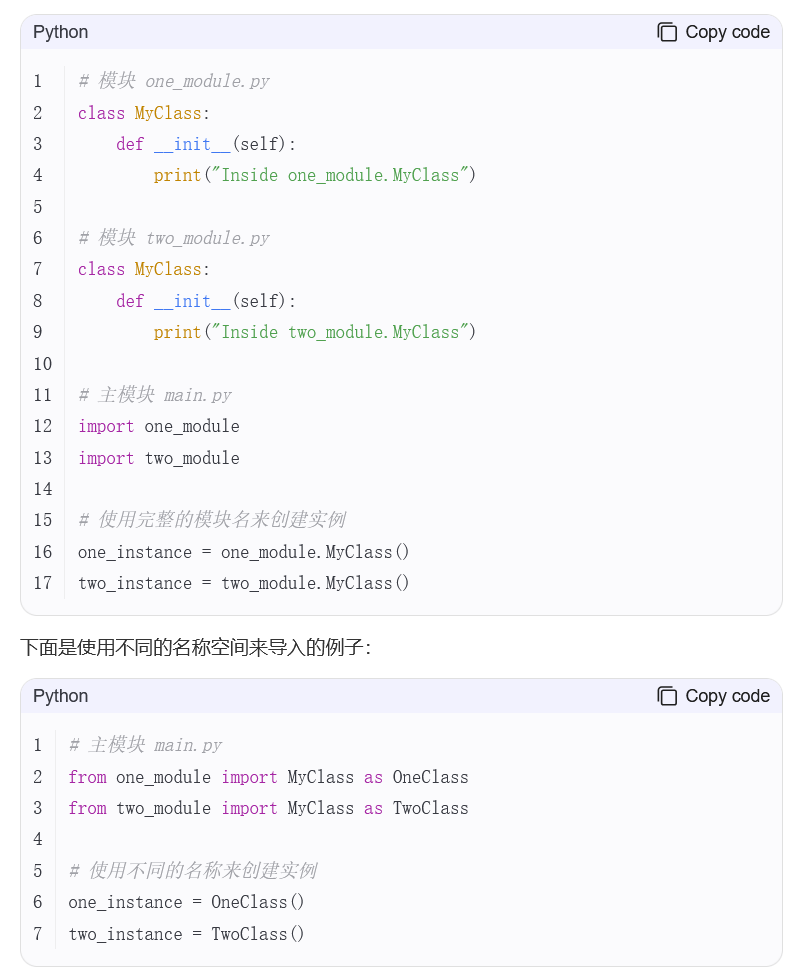 Python
Copy code
1 # 模块 one_module.py
2 class MyClass:
3     def __init__(self):
4         print("Inside one_module.MyClass")
5
6 # 模块 two_module.py
7 class MyClass:
8     def __init__(self):
9         print("Inside two_module.MyClass")
10
11 # 主模块 main.py
12 import one_module
13 import two_module
14
15 # 使用完整的模块名来创建实例
16 one_instance = one_module.MyClass()
17 two_instance = two_module.MyClass()
下面是使用不同的名称空间来导入的例子：
Python
Copy code
1 # 主模块 main.py
2 from one_module import MyClass as OneClass
3 from two_module import MyClass as TwoClass
4
5 # 使用不同的名称来创建实例
6 one_instance = OneClass()
7 two_instance = TwoClass()